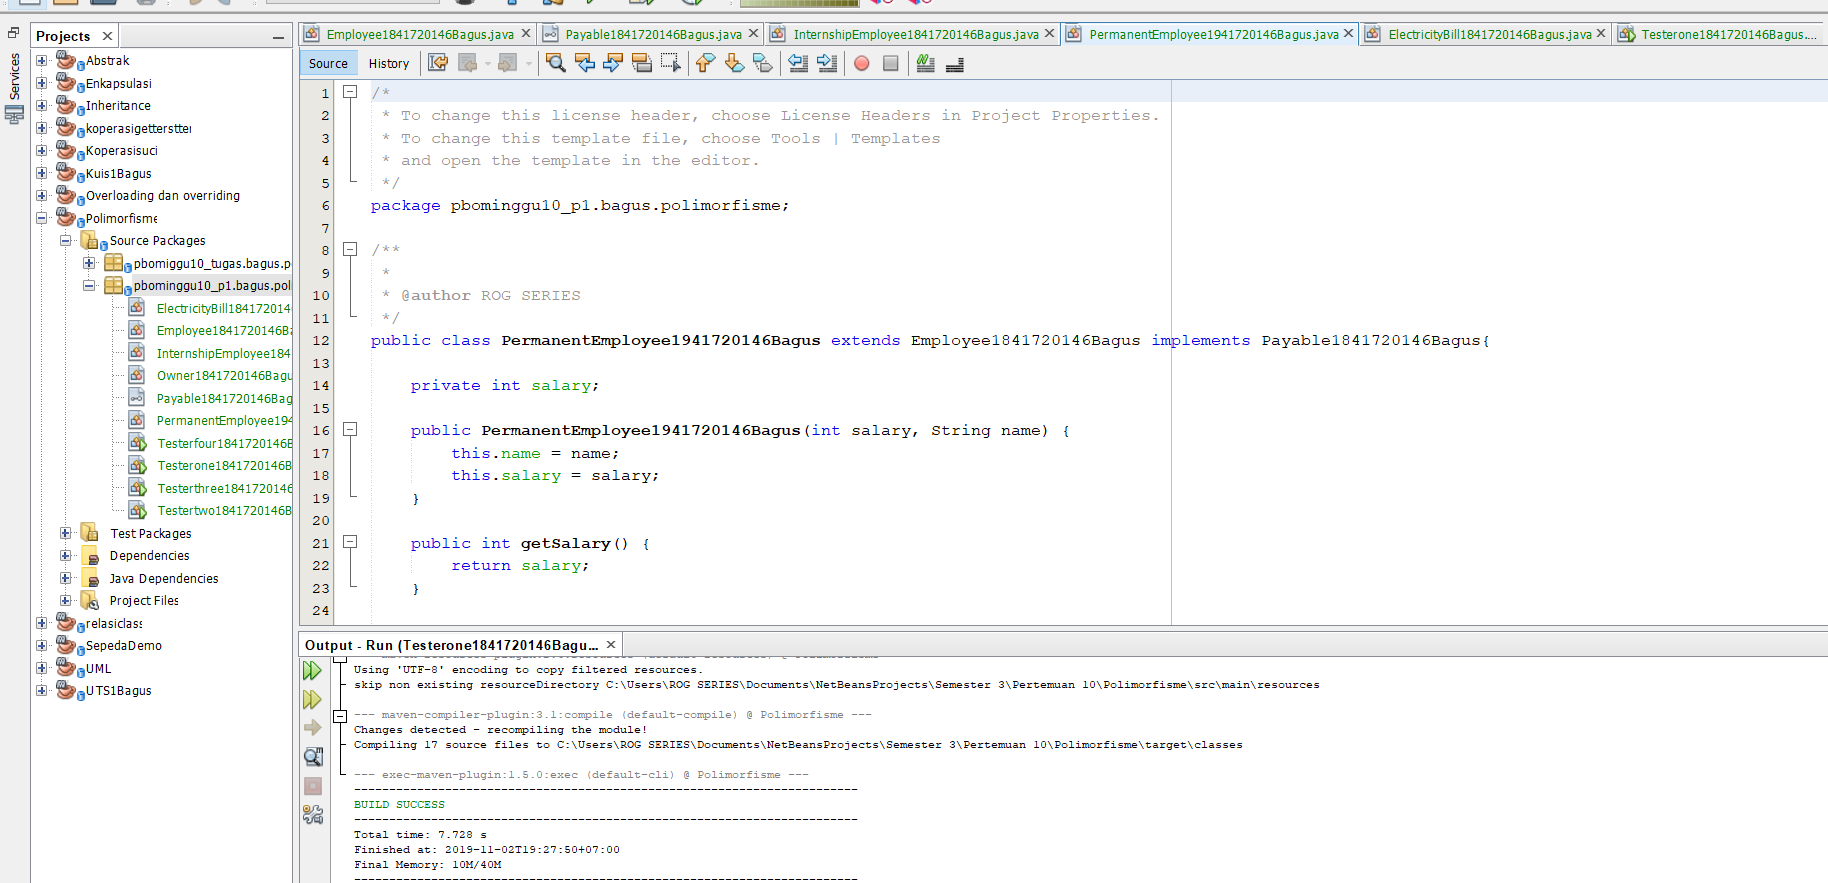 Projects
Services
Abstrak
Enkapsulasi
Inheritance
koperasigetterstter
Koperasisuci
Kuis1Bagus
Overloading dan overriding
Polimorfisme
Source Packages
pbomiggu10_tugas.bagus.p
pbominggu10_p1.bagus.pol
ElectricityBill184172014
Employee1841720146Ba
InternshipEmployee184
Owner1841720146Bagu
Payable1841720146Bag
PermanentEmployee194
Testerfour1841720146B
Testerone1841720146B
Testerthree1841720146
Testertwo1841720146B
Test Packages
Dependencies
Java Dependencies
Project Files
relasiclass
SepedaDemo
UML
UTS1Bagus
Employee1841720146Bagus.java
Payable1841720146Bagus.java
InternshipEmployee1841720146Bagus.java
PermanentEmployee1941720146Bagus.java
ElectricityBill1841720146Bagus.java
Testerone1841720146Bagus....
Source History
1 /*
2 * To change this license header, choose License Headers in Project Properties.
3 * To change this template file, choose Tools | Templates
4 * and open the template in the editor.
5 */
6 package pbominggu10_p1.bagus.polimorfisme;
7
8 /**
9 *
10 * @author ROG SERIES
11 */
12 public class PermanentEmployee1941720146Bagus extends Employee1841720146Bagus implements Payable1841720146Bagus{
13
14 private int salary;
15
16 public PermanentEmployee1941720146Bagus(int salary, String name) {
17 this.name = name;
18 this.salary = salary;
19 }
20
21 public int getSalary() {
22 return salary;
23 }
24
Output - Run (Testerone1841720146Bagu...
Using 'UTF-8' encoding to copy filtered resources.
skip non existing resourceDirectory C:\Users\ROG SERIES\Documents\NetBeansProjects\Semester 3\Pertemuan 10\Polimorfisme\src\main\resources
--- maven-compiler-plugin:3.1:compile (default-compile) @ Polimorfisme ---
Changes detected - recompiling the module!
Compiling 17 source files to C:\Users\ROG SERIES\Documents\NetBeansProjects\Semester 3\Pertemuan 10\Polimorfisme\target\classes
--- exec-maven-plugin:1.5.0:exec (default-cli) @ Polimorfisme ---
------------------------------------------------------------------------
BUILD SUCCESS
------------------------------------------------------------------------
Total time: 7.728 s
Finished at: 2019-11-02T19:27:50+07:00
Final Memory: 10M/40M
------------------------------------------------------------------------